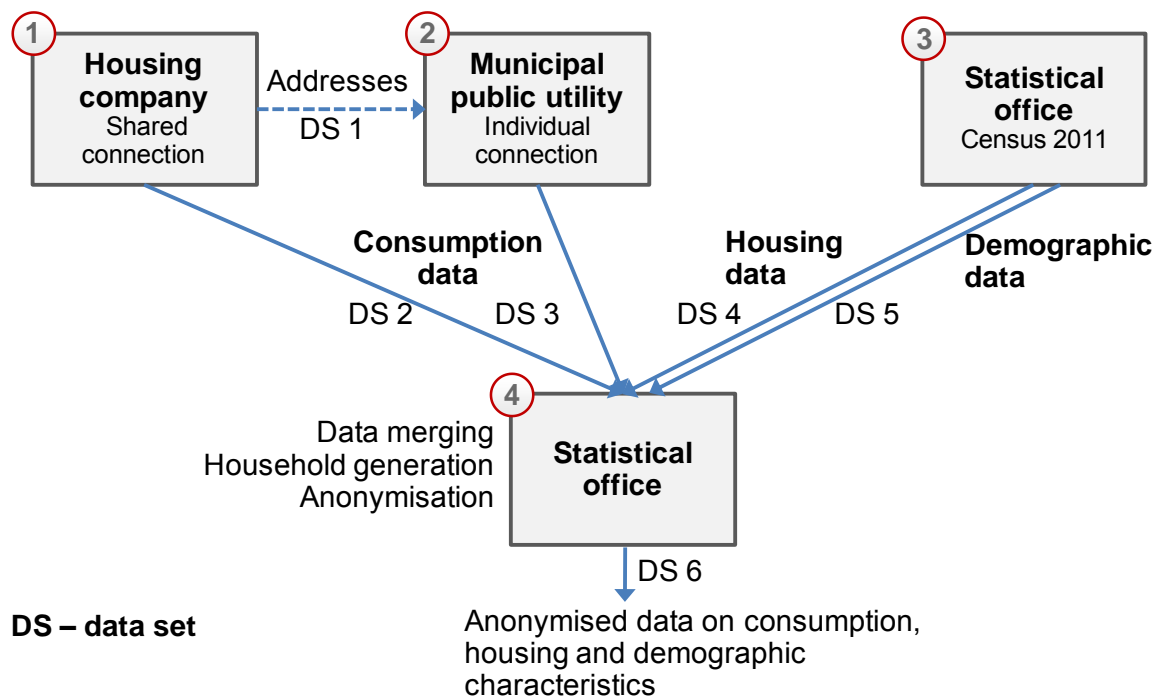 1
Housing
company
Shared
connection
Addresses
DS 1
2
Municipal
public utility
Individual
connection
3
Statistical
office
Census 2011
Consumption
data
DS 2
DS 3
Housing
data
DS 4
Demographic
data
DS 5
4
Statistical
office
Data merging
Household generation
Anonymisation
DS 6
DS – data set
Anonymised data on consumption,
housing and demographic
characteristics